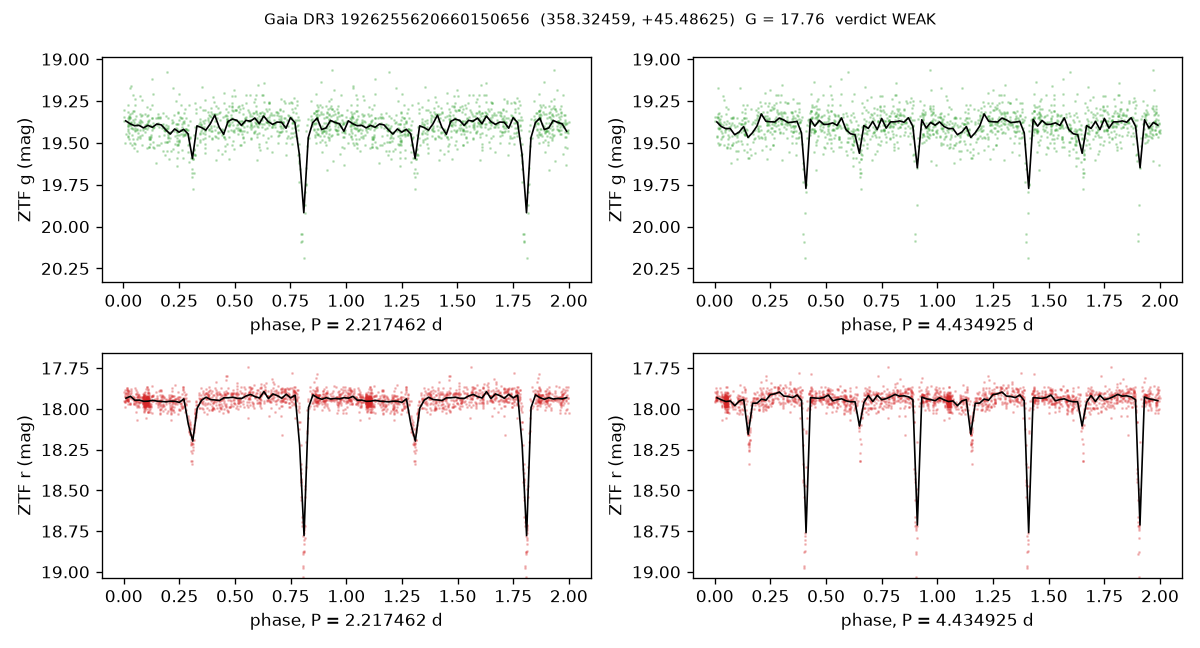 Gaia DR3 1926255620660150656 (358.32459, +45.48625) G = 17.76 verdict WEAK
19.00
19.25
19.50
19.75
20.00
20.25
ZTF g (mag)
0.00 0.25 0.50 0.75 1.00 1.25 1.50 1.75 2.00
phase, P = 2.217462 d
19.00
19.25
19.50
19.75
20.00
20.25
ZTF g (mag)
0.00 0.25 0.50 0.75 1.00 1.25 1.50 1.75 2.00
phase, P = 4.434925 d
17.75
18.00
18.25
18.50
18.75
19.00
ZTF r (mag)
0.00 0.25 0.50 0.75 1.00 1.25 1.50 1.75 2.00
phase, P = 2.217462 d
17.75
18.00
18.25
18.50
18.75
19.00
ZTF r (mag)
0.00 0.25 0.50 0.75 1.00 1.25 1.50 1.75 2.00
phase, P = 4.434925 d